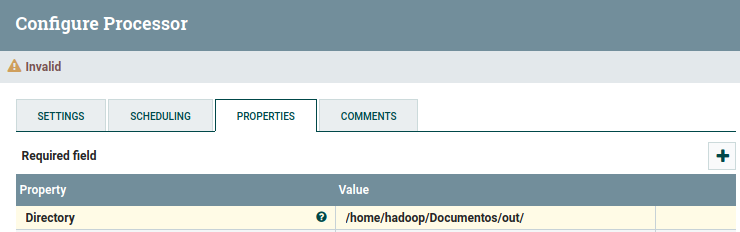 Configure Processor
Invalid
SETTINGS SCHEDULING PROPERTIES COMMENTS
Required field
Property Value
Directory /home/hadoop/Documentos/out/